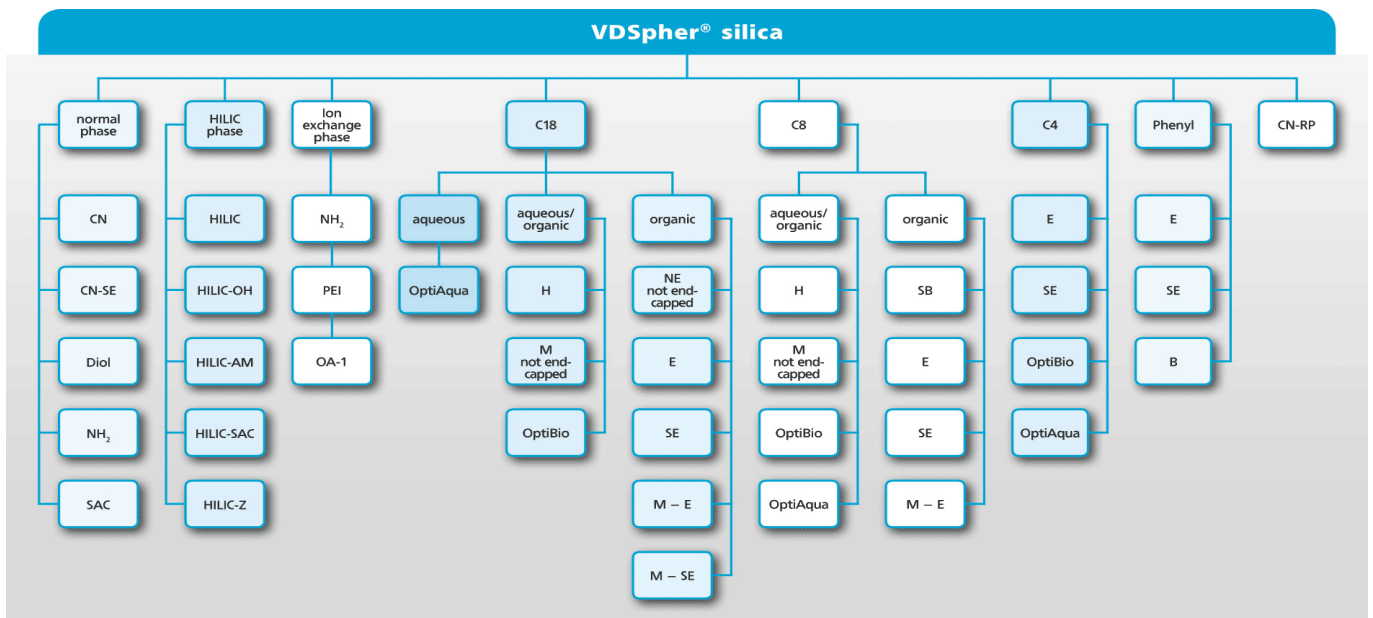 VDSpher® silica
normal
phase
HILIC
phase
Ion
exchange
phase
C18
C8
C4
Phenyl
CN-RP
CN
HILIC
NH₂
aqueous
aqueous/
organic
organic
aqueous/
organic
organic
E
E
CN-SE
HILIC-OH
PEI
OptiAqua
H
NE
not end-
capped
H
SB
SE
SE
Diol
HILIC-AM
OA-1
M
not end-
capped
E
M
not end-
capped
E
OptiBio
B
NH₂
HILIC-SAC
OptiBio
SE
OptiBio
SE
OptiAqua
SAC
HILIC-Z
M – E
OptiAqua
M – E
M – SE